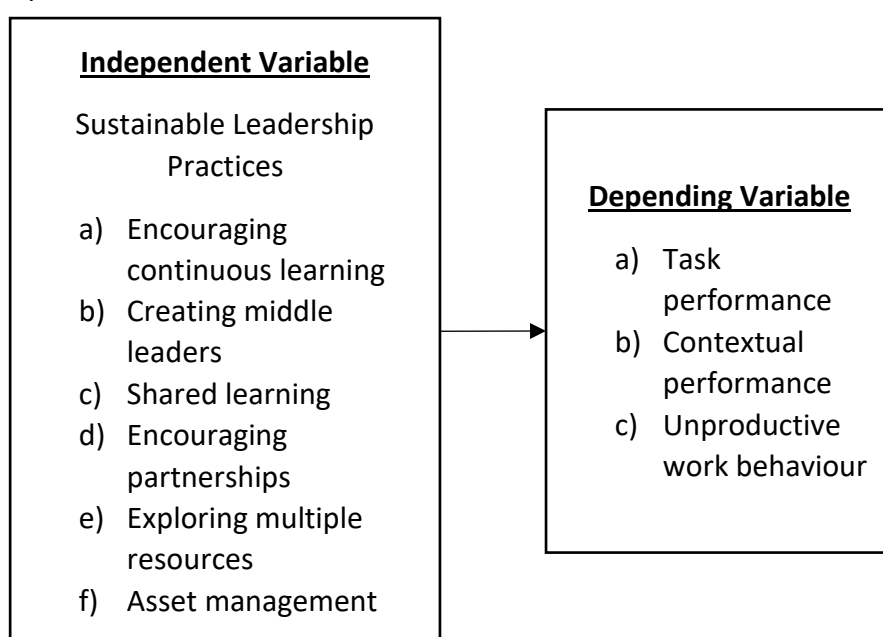 Independent Variable
Sustainable Leadership
Practices
a) Encouraging
continuous learning
b) Creating middle
leaders
c) Shared learning
d) Encouraging
partnerships
e) Exploring multiple
resources
f) Asset management
Depending Variable
a) Task
performance
b) Contextual
performance
c) Unproductive
work behaviour